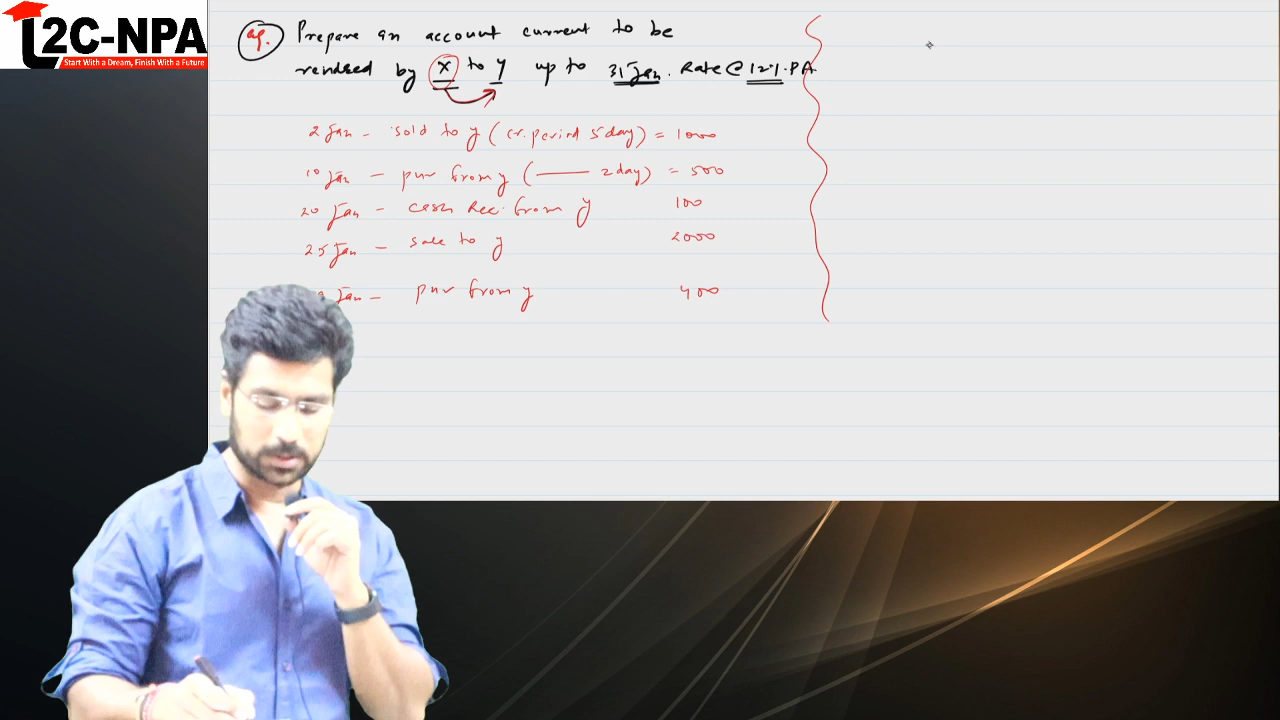 L2C-NPA
Start With a Dream, Finish With a Future
Prepare an account current to be
rendred by X to Y up to 31 Jan. Rate @ 12%. PA
2 Jan - sold to y (cr. period 5 day) = 1000
10 Jan - pur from y ( —— 2 day) = 500
20 Jan - cash Rec. from y 100
25 Jan - sale to y 2000
Jan - pur from y 400